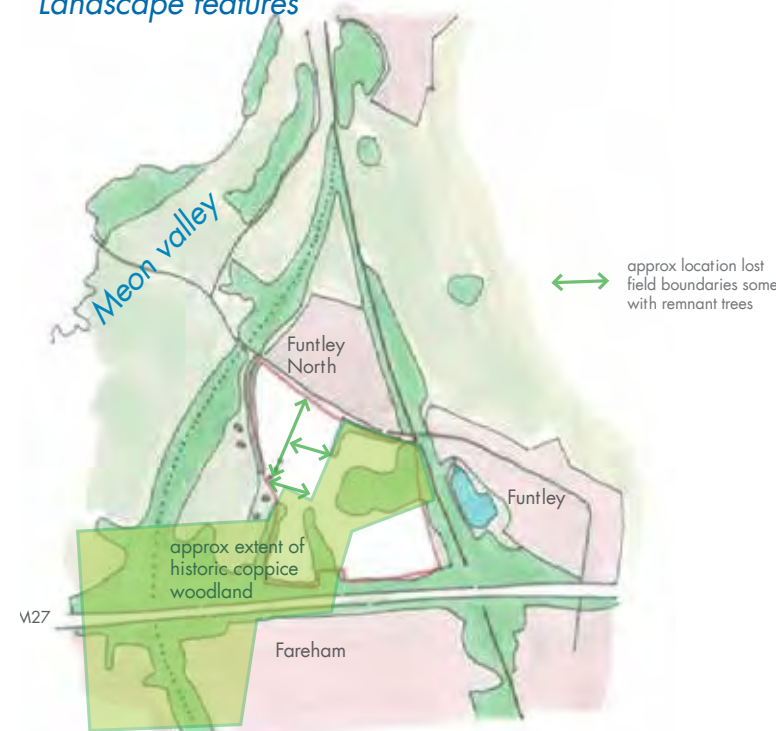 Landscape features
Meon valley
approx location lost
field boundaries some
with remnant trees
Funtley
North
Funtley
approx extent of
historic coppice
woodland
M27
Fareham